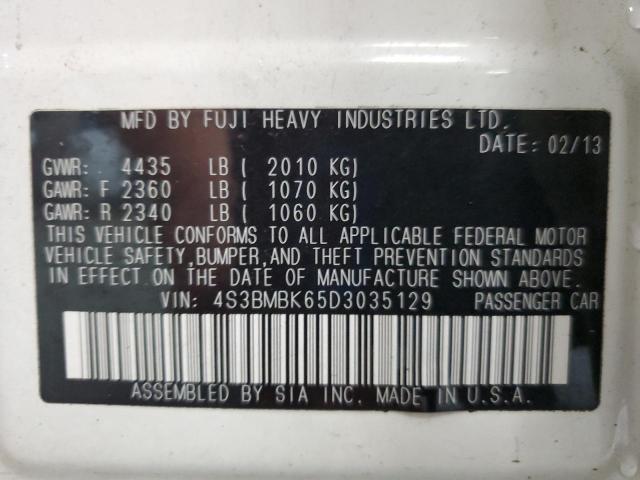 MFD BY FUJI HEAVY INDUSTRIES LTD.
DATE: 02/13
GVWR: 4435 LB ( 2010 KG)
GAWR: F 2360 LB ( 1070 KG)
GAWR: R 2340 LB ( 1060 KG)
THIS VEHICLE CONFORMS TO ALL APPLICABLE FEDERAL MOTOR
VEHICLE SAFETY,BUMPER,AND THEFT PREVENTION STANDARDS
IN EFFECT ON THE DATE OF MANUFACTURE SHOWN ABOVE.
VIN: 4S3BMBK65D3035129 PASSENGER CAR
ASSEMBLED BY SIA INC. MADE IN U.S.A.